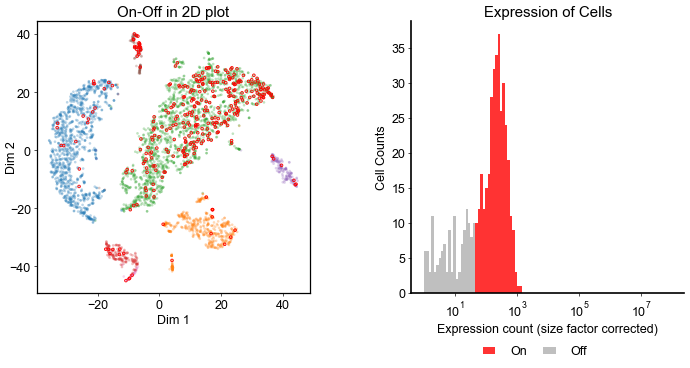 On-Off in 2D plot
Dim 2
40
20
0
−20
−40
−20
0
20
40
Dim 1
Expression of Cells
Cell Counts
35
30
25
20
15
10
5
0
10^1
10^3
10^5
10^7
Expression count (size factor corrected)
On
Off